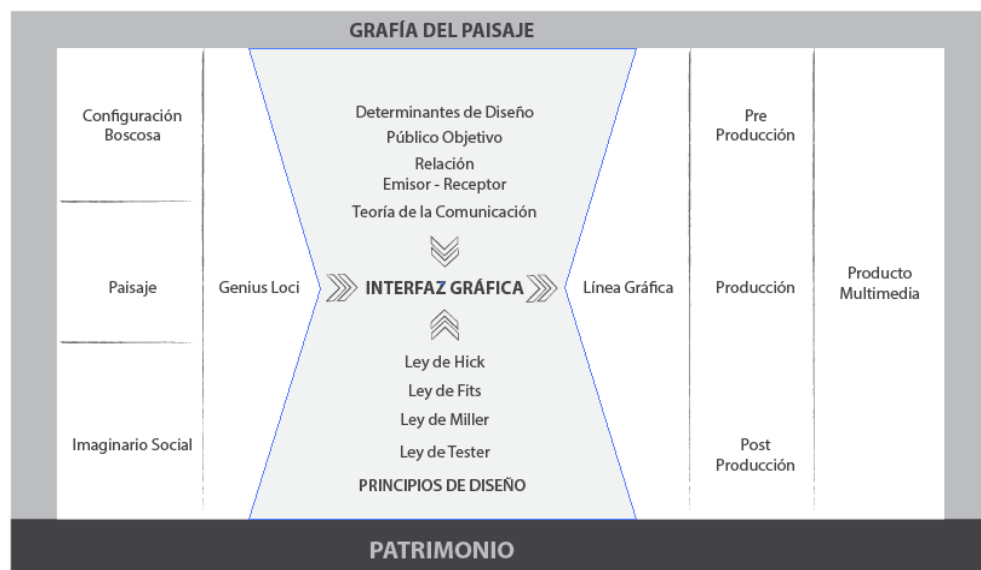 GRAFÍA DEL PAISAJE
Configuración
Boscosa
Paisaje
Imaginario Social
Genius Loci
Determinantes de Diseño
Público Objetivo
Relación
Emisor - Receptor
Teoría de la Comunicación
INTERFAZ GRÁFICA
Ley de Hick
Ley de Fits
Ley de Miller
Ley de Tester
PRINCIPIOS DE DISEÑO
Línea Gráfica
Pre
Producción
Producción
Post
Producción
Producto
Multimedia
PATRIMONIO